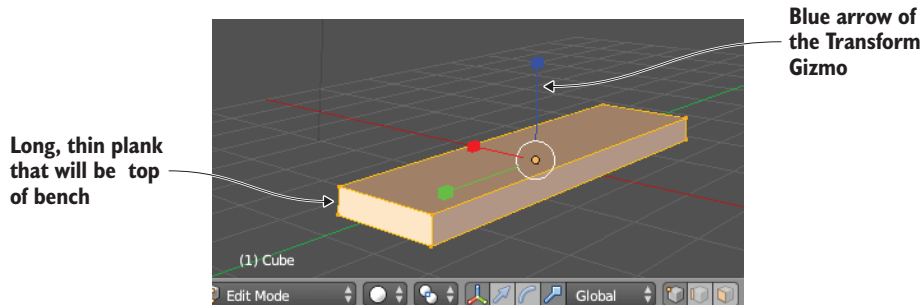 Blue arrow of
the Transform
Gizmo
Long, thin plank
that will be top
of bench
(1) Cube
Edit Mode
Global